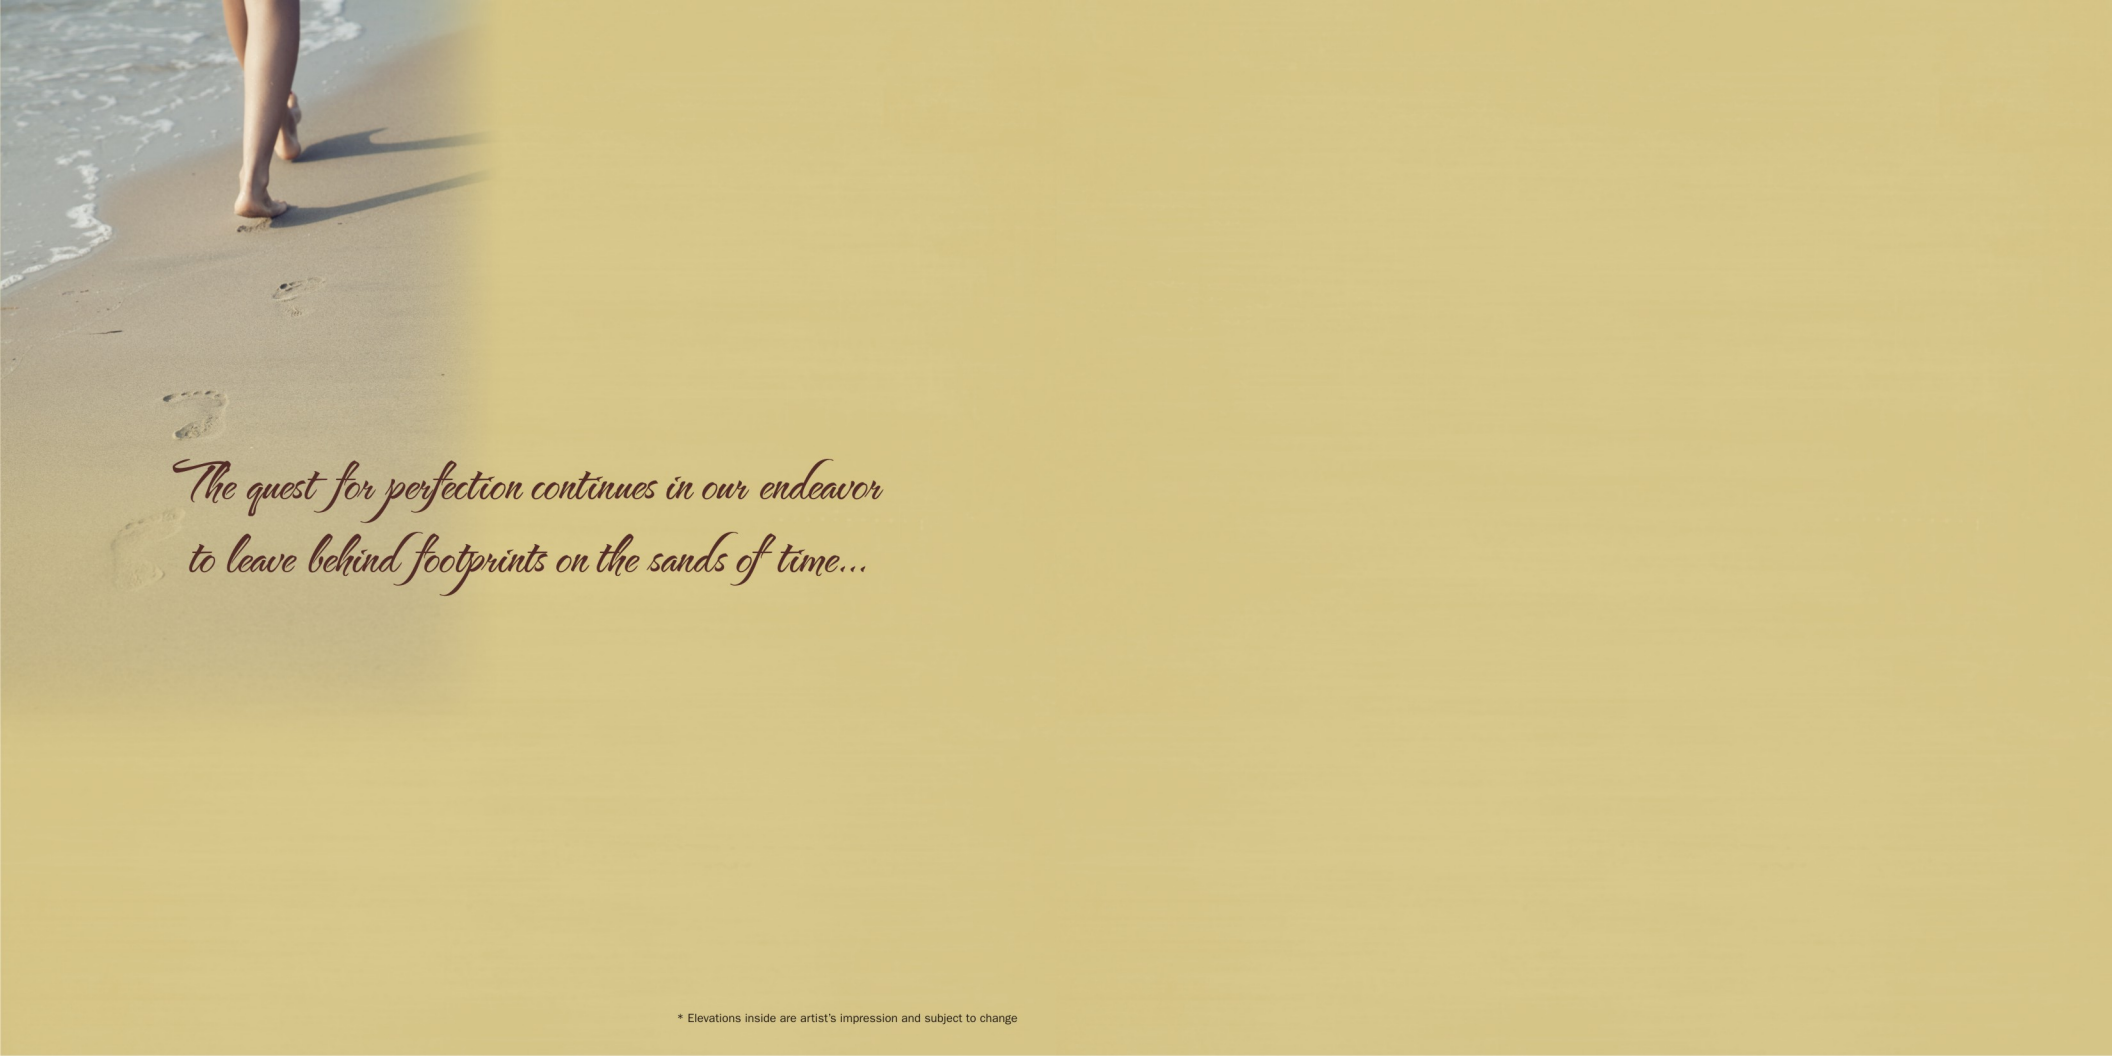 The quest for perfection continues in our endeavor
to leave behind footprints on the sands of time...
* Elevations inside are artist's impression and subject to change